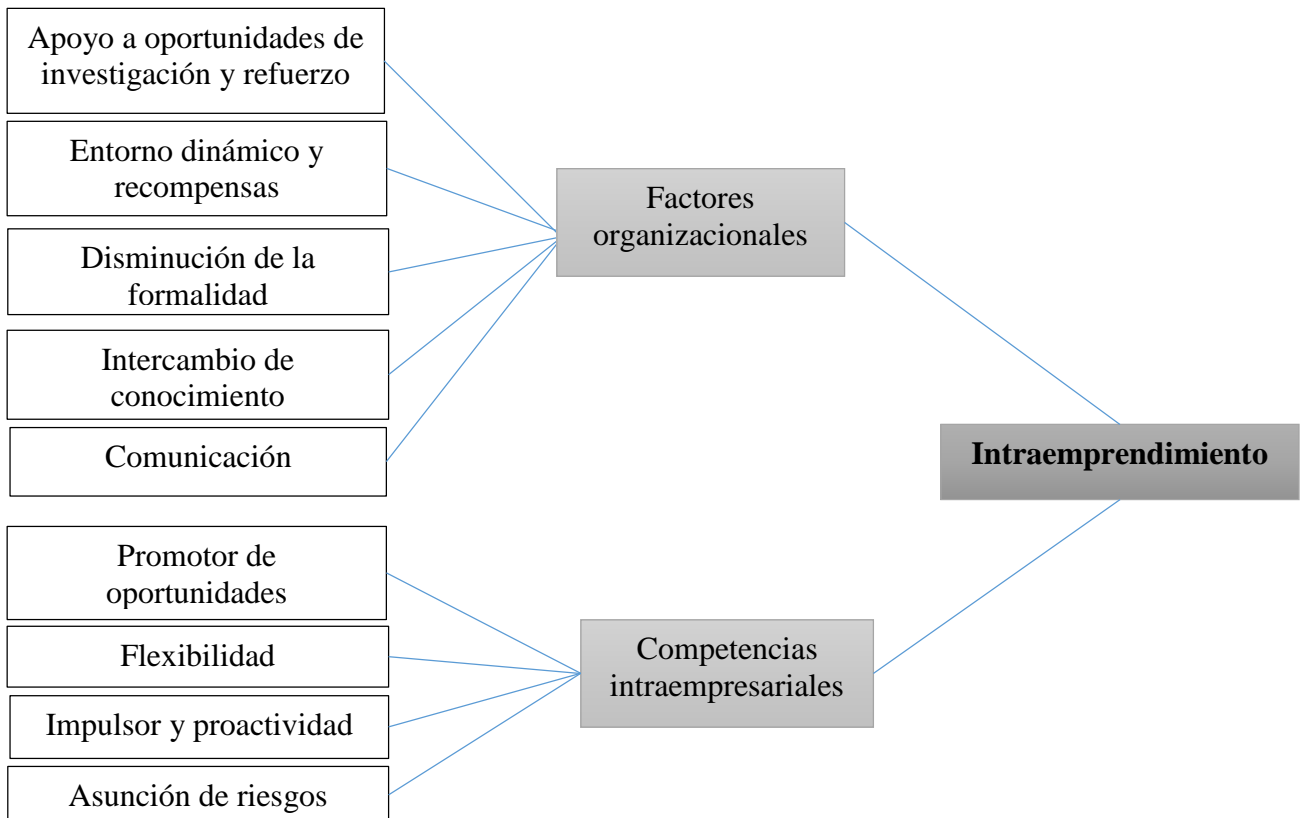 Apoyo a oportunidades de
investigación y refuerzo
Entorno dinámico y
recompensas
Disminución de la
formalidad
Intercambio de
conocimiento
Comunicación
Factores
organizacionales
Intraemprendimiento
Promotor de
oportunidades
Flexibilidad
Impulsor y proactividad
Asunción de riesgos
Competencias
intraempresariales